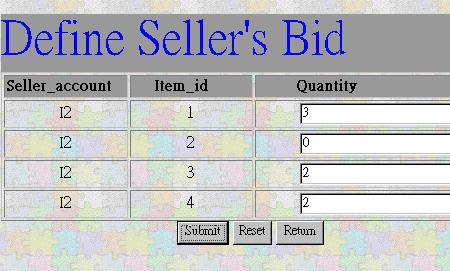 Define Seller's Bid
Seller_account Item_id Quantity
I2 1 3
I2 2 0
I2 3 2
I2 4 2
Submit Reset Return